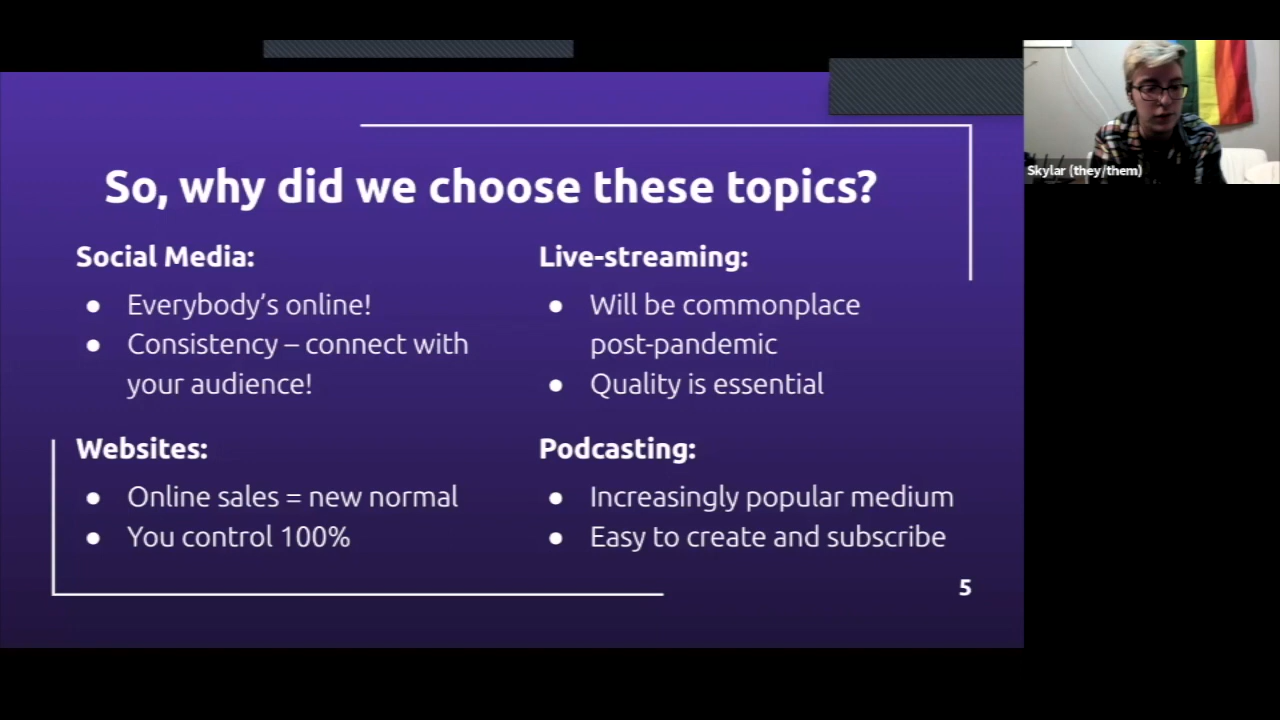 So, why did we choose these topics?
Social Media:
● Everybody's online!
● Consistency – connect with
your audience!
Websites:
● Online sales = new normal
● You control 100%
Live-streaming:
● Will be commonplace
post-pandemic
● Quality is essential
Podcasting:
● Increasingly popular medium
● Easy to create and subscribe
5
Skylar (they/them)